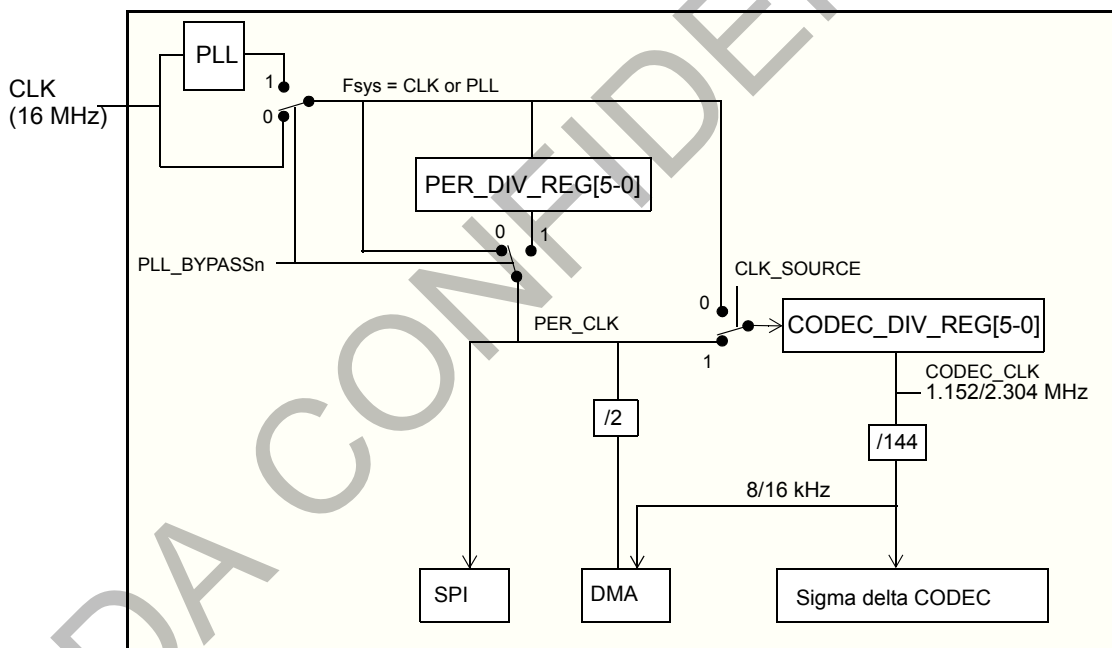 PLL
CLK
(16 MHz)
1
0
Fsys = CLK or PLL
PER_DIV_REG[5-0]
0
1
PLL_BYPASSn
CLK_SOURCE
0
PER_CLK
1
CODEC_DIV_REG[5-0]
CODEC_CLK
1.152/2.304 MHz
/2
/144
8/16 kHz
SPI
DMA
Sigma delta CODEC
DA CONFIDE